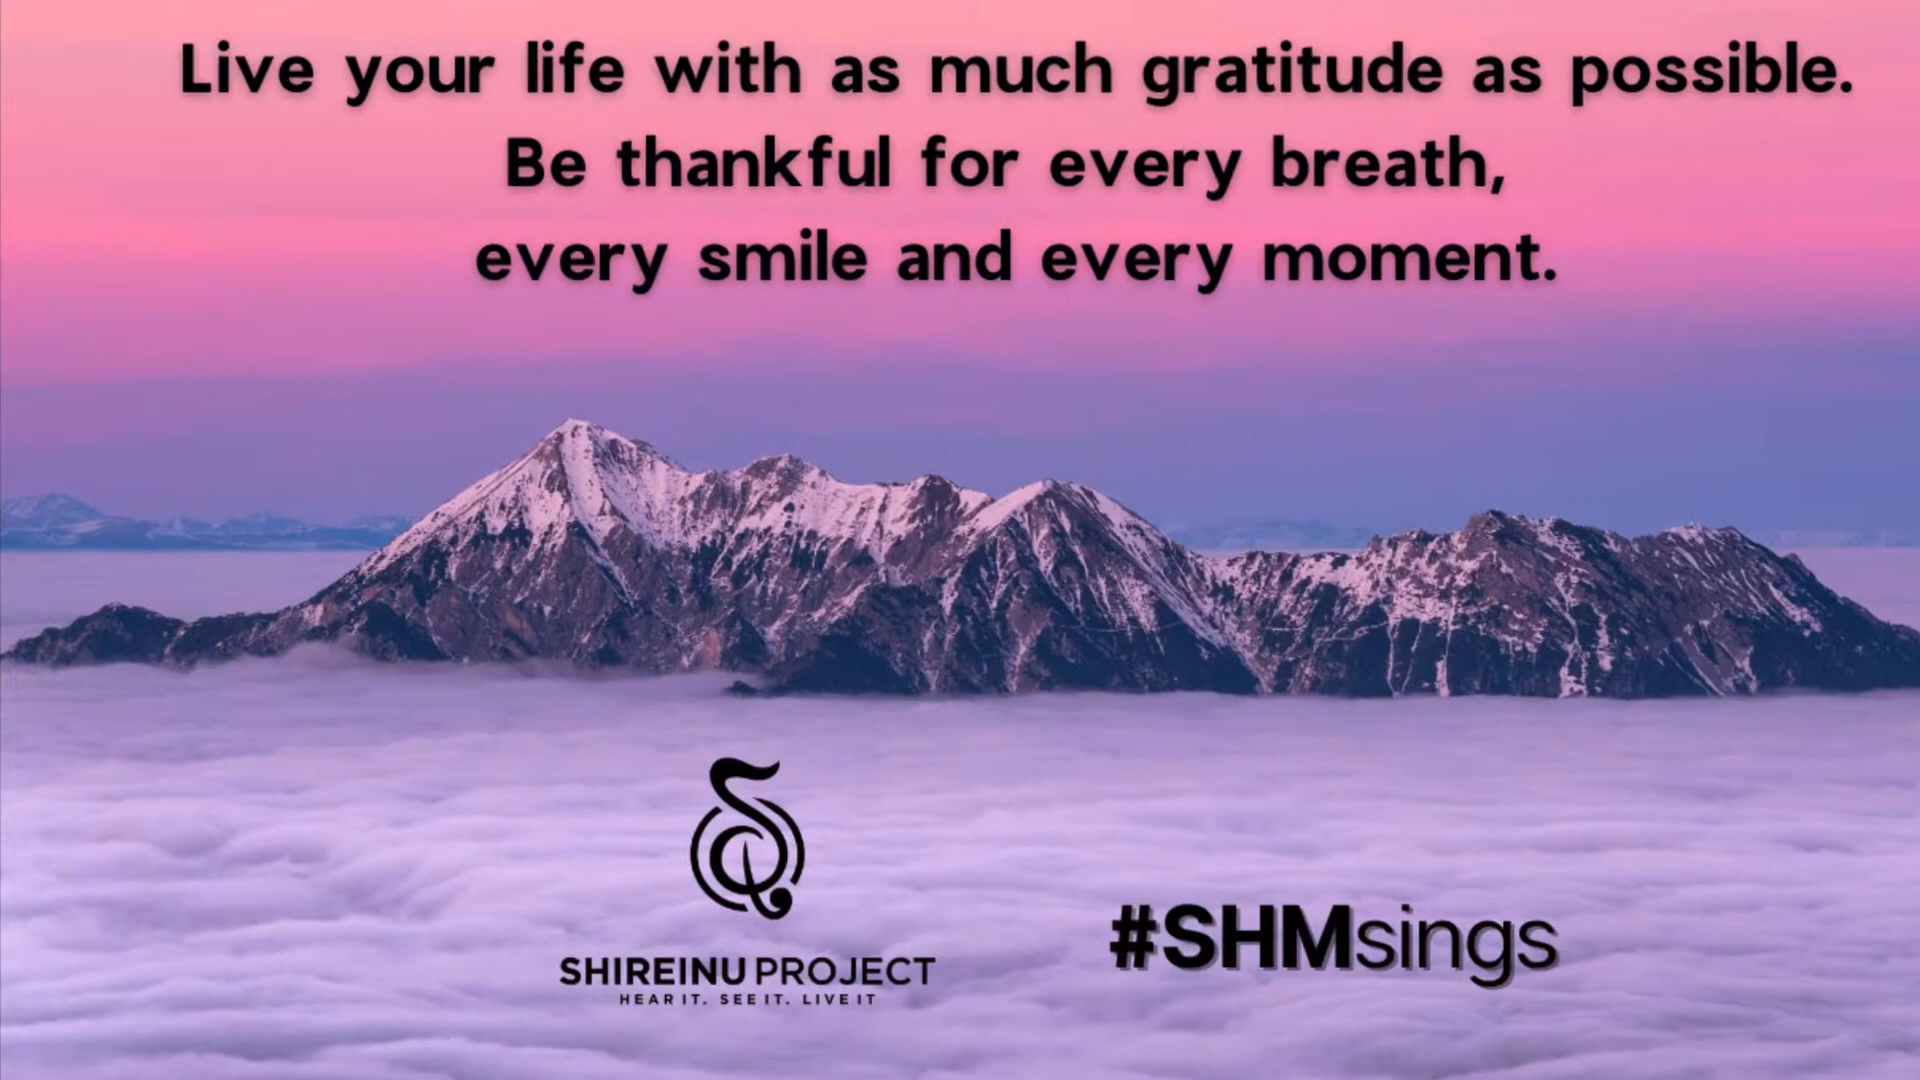 Live your life with as much gratitude as possible.
Be thankful for every breath,
every smile and every moment.
SHIREINU PROJECT
HEAR IT. SEE IT. LIVE IT
#SHMsings